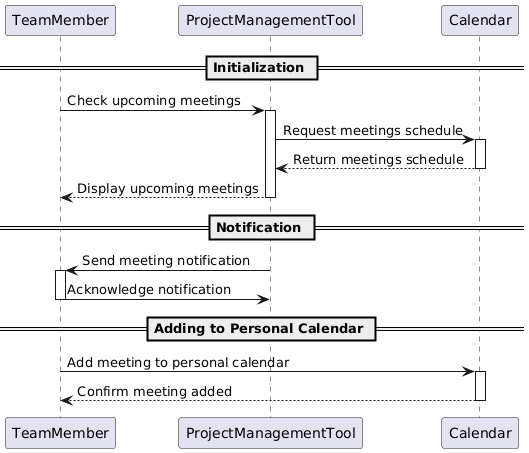 TeamMember ProjectManagementTool Calendar
Initialization
Check upcoming meetings
Request meetings schedule
Return meetings schedule
Display upcoming meetings
Notification
Send meeting notification
Acknowledge notification
Adding to Personal Calendar
Add meeting to personal calendar
Confirm meeting added
TeamMember ProjectManagementTool Calendar